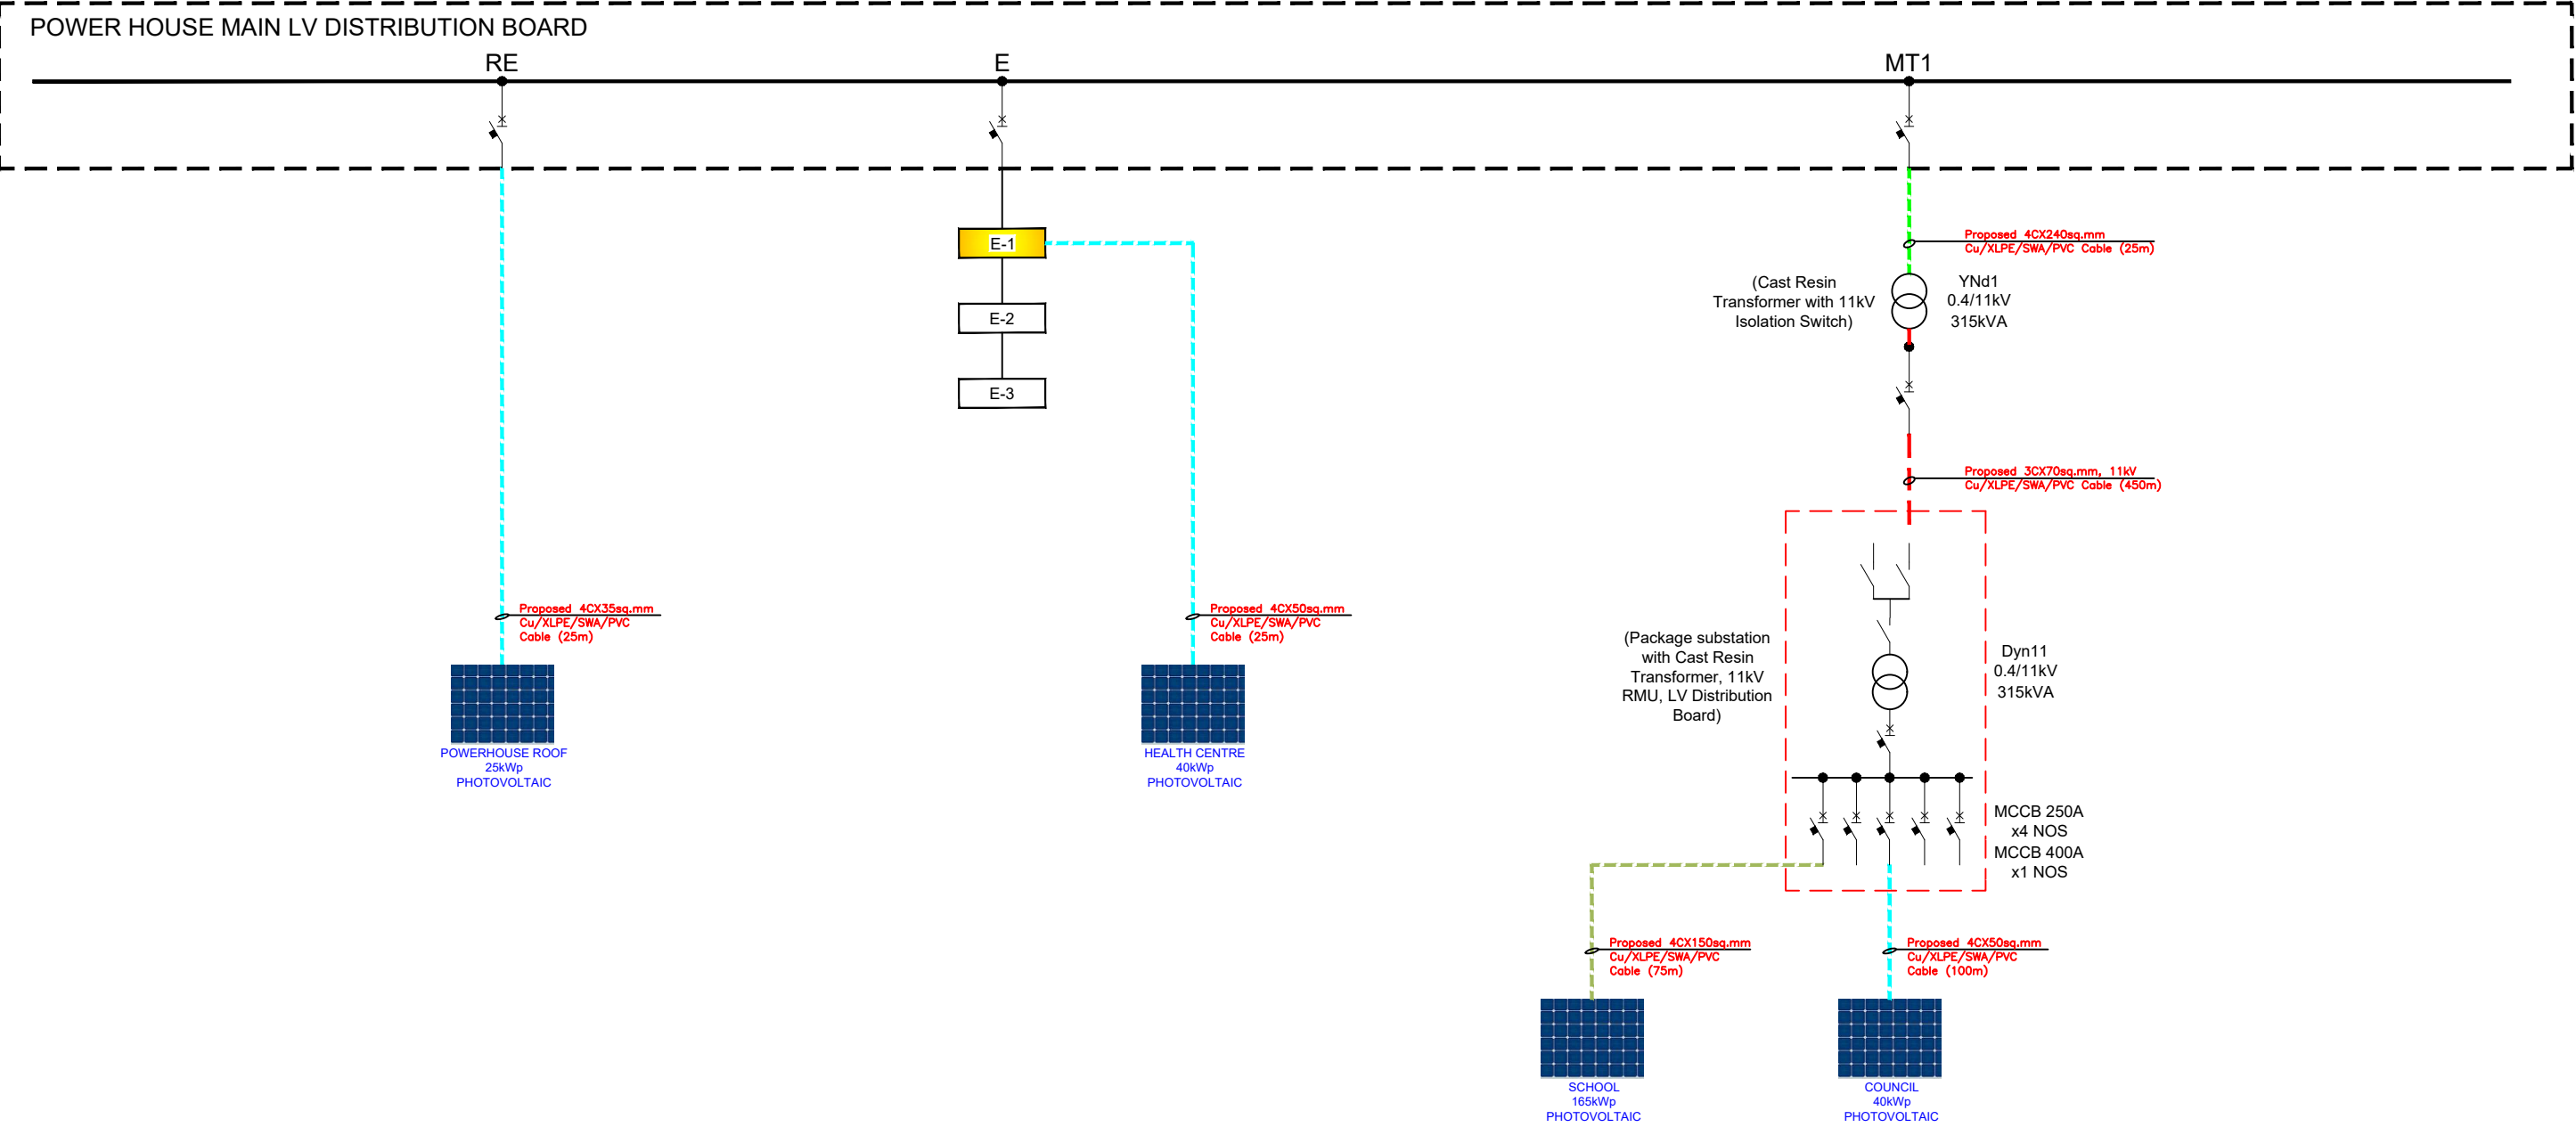 POWER HOUSE MAIN LV DISTRIBUTION BOARD
RE
E
MT1
E-1
E-2
E-3
Proposed 4CX240sq.mm
Cu/XLPE/SWA/PVC Cable (25m)
(Cast Resin
Transformer with 11kV
Isolation Switch)
YNd1
0.4/11kV
315kVA
Proposed 3CX70sq.mm, 11kV
Cu/XLPE/SWA/PVC Cable (450m)
Proposed 4CX35sq.mm
Cu/XLPE/SWA/PVC
Cable (25m)
Proposed 4CX50sq.mm
Cu/XLPE/SWA/PVC
Cable (25m)
(Package substation
with Cast Resin
Transformer, 11kV
RMU, LV Distribution
Board)
Dyn11
0.4/11kV
315kVA
POWERHOUSE ROOF
25kWp
PHOTOVOLTAIC
HEALTH CENTRE
40kWp
PHOTOVOLTAIC
MCCB 250A
x4 NOS
MCCB 400A
x1 NOS
Proposed 4CX150sq.mm
Cu/XLPE/SWA/PVC
Cable (75m)
Proposed 4CX50sq.mm
Cu/XLPE/SWA/PVC
Cable (100m)
SCHOOL
165kWp
PHOTOVOLTAIC
COUNCIL
40kWp
PHOTOVOLTAIC